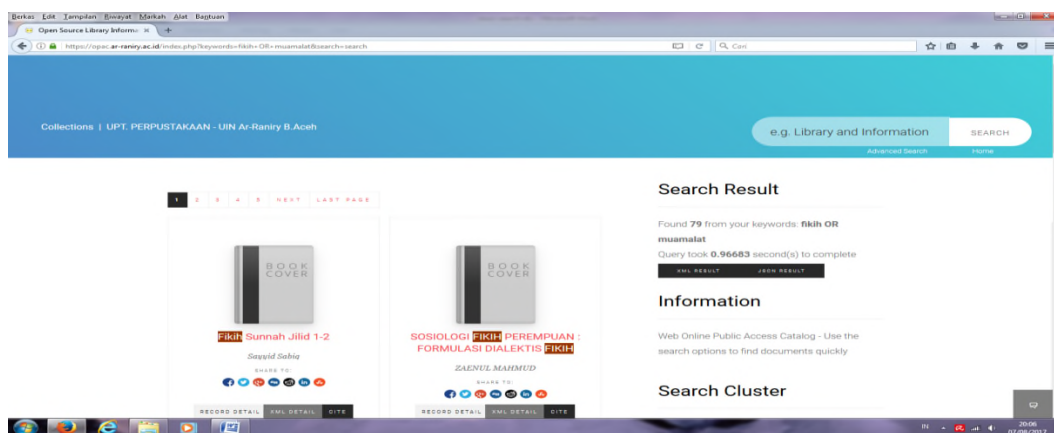 Berkas Edit Tampilan Riwayat Markah Alat Bantuan
Open Source Library Informa
https://opac.ar-raniry.ac.id/index.php?keywords=fikih+OR+muamalat&search=search
Cari
Collections | UPT. PERPUSTAKAAN - UIN Ar-Raniry B.Aceh
e.g. Library and Information
SEARCH
Advanced Search
Home
1 2 3 4 5 NEXT LAST PAGE
BOOK COVER
Fikih Sunnah Jilid 1-2
Sayyid Sabiq
SHARE TO:
RECORD DETAIL XML DETAIL CITE
BOOK COVER
SOSIOLOGI FIKIH PEREMPUAN :
FORMULASI DIALEKTIS FIKIH
ZAENUL MAHMUD
SHARE TO:
RECORD DETAIL XML DETAIL CITE
Search Result
Found 79 from your keywords: fikih OR
muamalat
Query took 0.96683 second(s) to complete
XML RESULT JSON RESULT
Information
Web Online Public Access Catalog - Use the
search options to find documents quickly
Search Cluster
IN
20:06
07/08/2017